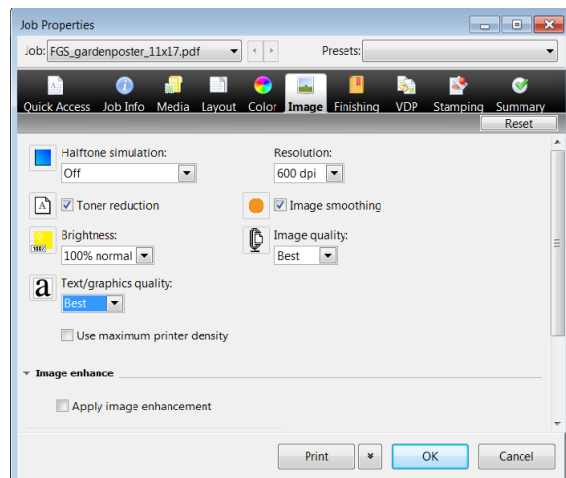 Job Properties
Job: FGS_gardenposter_11x17.pdf Presets:
Quick Access Job Info Media Layout Color Image Finishing VDP Stamping Summary
Reset
Halftone simulation: Resolution:
Off 600 dpi
A Toner reduction Image smoothing
Brightness: Image quality:
100% normal Best
a Text/graphics quality:
Best
Use maximum printer density
Image enhance
Apply image enhancement
Print OK Cancel